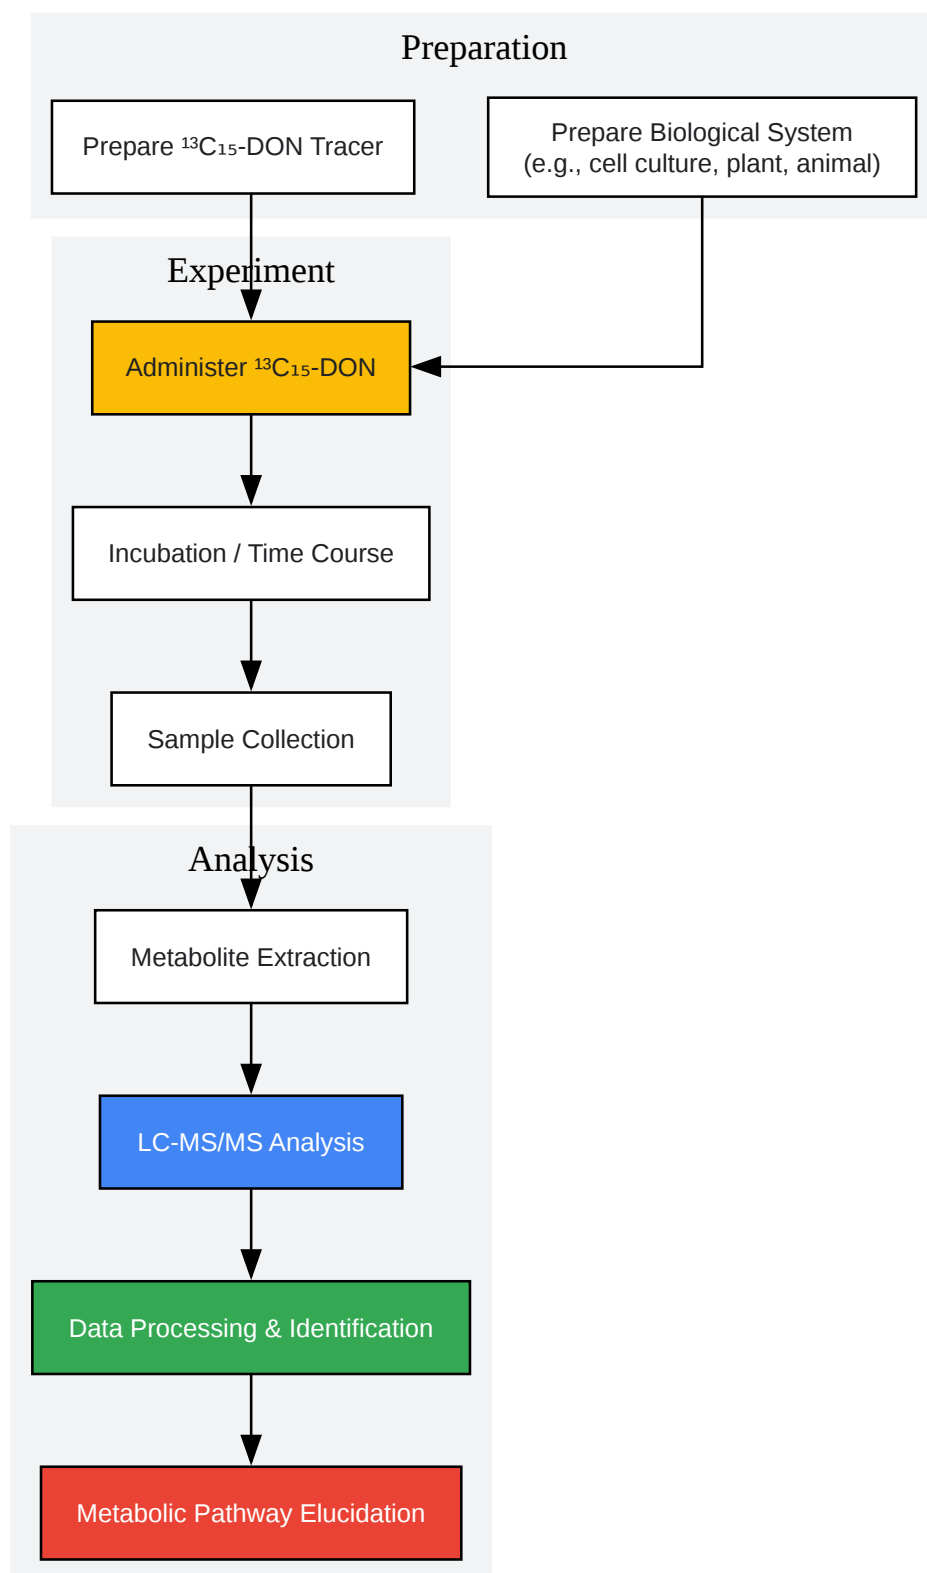 Preparation
Prepare ¹³C₁₅-DON Tracer
Prepare Biological System
(e.g., cell culture, plant, animal)
Experiment
Administer ¹³C₁₅-DON
Incubation / Time Course
Sample Collection
Analysis
Metabolite Extraction
LC-MS/MS Analysis
Data Processing & Identification
Metabolic Pathway Elucidation